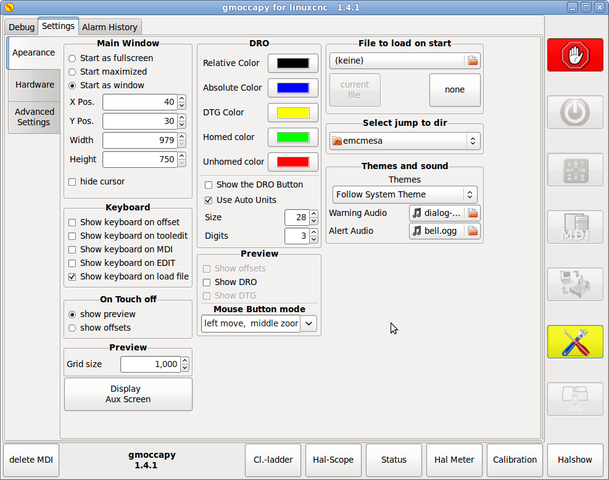 gmoccapy for linuxcnc 1.4.1
Debug Settings Alarm History
Apearance
Hardware
Advanced
Settings
Main Window
Start as fullscreen
Start maximized
Start as window
X Pos. 40
Y Pos. 30
Width 979
Height 750
hide cursor
Keyboard
Show keyboard on offset
Show keyboard on tooledit
Show keyboard on MDI
Show keyboard on EDIT
Show keyboard on load file
On Touch off
show preview
show offsets
Preview
Grid size 1,000
Display
Aux Screen
DRO
Relative Color
Absolute Color
DTG Color
Homed color
Unhomed color
Show the DRO Button
Use Auto Units
Size 28
Digits 3
Preview
Show offsets
Show DRO
Show DTG
Mouse Button mode
left move, middle zoor
File to load on start
(keine)
current
file
none
Select jump to dir
emcmesa
Themes and sound
Themes
Follow System Theme
Warning Audio dialog-...
Alert Audio bell.ogg
MDI
delete MDI
gmoccapy
1.4.1
Cl.-ladder
Hal-Scope
Status
Hal Meter
Calibration
Halshow